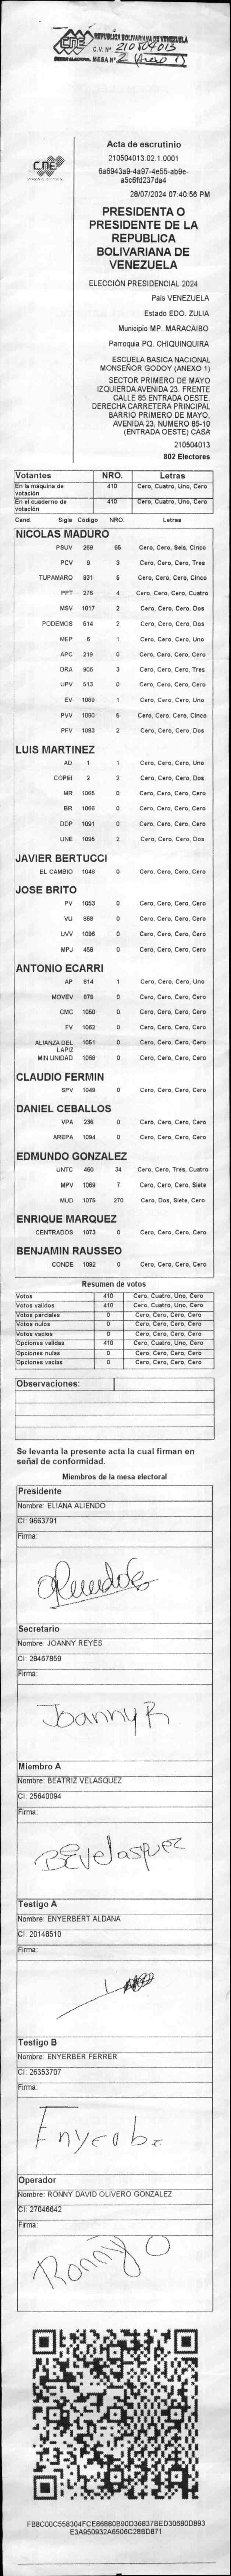 REPÚBLICA BOLIVARIANA DE VENEZUELA
CNE C.V. Nº. 210504013
PODER ELECTORAL MESA Nº 2
CNE
Acta de escrutinio
210504013.02.1.0001
6a6943a9-4a97-4e55-ab9e-
a5c6fd237da4
28/07/2024 07:40:56 PM
PRESIDENTA O
PRESIDENTE DE LA
REPUBLICA
BOLIVARIANA DE
VENEZUELA
ELECCIÓN PRESIDENCIAL 2024
País VENEZUELA
Estado EDO. ZULIA
Municipio MP. MARACAIBO
Parroquia PQ. CHIQUINQUIRA
ESCUELA BASICA NACIONAL
MONSEÑOR GODOY (ANEXO 1)
SECTOR PRIMERO DE MAYO
IZQUIERDA AVENIDA 23. FRENTE
CALLE 85 ENTRADA OESTE.
DERECHA CARRETERA PRINCIPAL
BARRIO PRIMERO DE MAYO.
AVENIDA 23, NUMERO 85-10
(ENTRADA OESTE) CASA
210504013
802 Electores
Votantes NRO. Letras
En la máquina de votación 410 Cero, Cuatro, Uno, Cero
En el cuaderno de votación 410 Cero, Cuatro, Uno, Cero
Cand. Sigla Código NRO. Letras
NICOLAS MADURO
PSUV 269 65 Cero, Cero, Seis, Cinco
PCV 9 3 Cero, Cero, Cero, Tres
TUPAMARO 931 5 Cero, Cero, Cero, Cinco
PPT 276 4 Cero, Cero, Cero, Cuatro
MSV 1017 2 Cero, Cero, Cero, Dos
PODEMOS 514 2 Cero, Cero, Cero, Dos
MEP 6 1 Cero, Cero, Cero, Uno
APC 219 0 Cero, Cero, Cero, Cero
ORA 906 3 Cero, Cero, Cero, Tres
UPV 513 0 Cero, Cero, Cero, Cero
EV 1089 1 Cero, Cero, Cero, Uno
PVV 1090 5 Cero, Cero, Cero, Cinco
PFV 1093 2 Cero, Cero, Cero, Dos
LUIS MARTINEZ
AD 1 1 Cero, Cero, Cero, Uno
COPEI 2 2 Cero, Cero, Cero, Dos
MR 1065 0 Cero, Cero, Cero, Cero
BR 1066 0 Cero, Cero, Cero, Cero
DDP 1091 0 Cero, Cero, Cero, Cero
UNE 1095 2 Cero, Cero, Cero, Dos
JAVIER BERTUCCI
EL CAMBIO 1048 0 Cero, Cero, Cero, Cero
JOSE BRITO
PV 1053 0 Cero, Cero, Cero, Cero
VU 868 0 Cero, Cero, Cero, Cero
UVV 1096 0 Cero, Cero, Cero, Cero
MPJ 458 0 Cero, Cero, Cero, Cero
ANTONIO ECARRI
AP 814 1 Cero, Cero, Cero, Uno
MOVEV 878 0 Cero, Cero, Cero, Cero
CMC 1050 0 Cero, Cero, Cero, Cero
FV 1062 0 Cero, Cero, Cero, Cero
ALIANZA DEL LAPIZ 1051 0 Cero, Cero, Cero, Cero
MIN UNIDAD 1088 0 Cero, Cero, Cero, Cero
CLAUDIO FERMIN
SPV 1049 0 Cero, Cero, Cero, Cero
DANIEL CEBALLOS
VPA 236 0 Cero, Cero, Cero, Cero
AREPA 1094 0 Cero, Cero, Cero, Cero
EDMUNDO GONZALEZ
UNTC 460 34 Cero, Cero, Tres, Cuatro
MPV 1069 7 Cero, Cero, Cero, Siete
MUD 1075 270 Cero, Dos, Siete, Cero
ENRIQUE MARQUEZ
CENTRADOS 1073 0 Cero, Cero, Cero, Cero
BENJAMIN RAUSSEO
CONDE 1092 0 Cero, Cero, Cero, Cero
Resumen de votos
Votos 410 Cero, Cuatro, Uno, Cero
Votos validos 410 Cero, Cuatro, Uno, Cero
Votos parciales 0 Cero, Cero, Cero, Cero
Votos nulos 0 Cero, Cero, Cero, Cero
Votos vacios 0 Cero, Cero, Cero, Cero
Opciones validas 410 Cero, Cuatro, Uno, Cero
Opciones nulas 0 Cero, Cero, Cero, Cero
Opciones vacias 0 Cero, Cero, Cero, Cero
Observaciones:
Se levanta la presente acta la cual firman en
señal de conformidad.
Miembros de la mesa electoral
Presidente
Nombre: ELIANA ALIENDO
CI: 9663791
Firma:
Secretario
Nombre: JOANNY REYES
CI: 28467859
Firma:
Joanny R
Miembro A
Nombre: BEATRIZ VELASQUEZ
CI: 25640094
Firma:
BeVelasquez
Testigo A
Nombre: ENYERBERT ALDANA
CI: 20148510
Firma:
Testigo B
Nombre: ENYERBER FERRER
CI: 26353707
Firma:
Enyerbe
Operador
Nombre: RONNY DAVID OLIVERO GONZALEZ
CI: 27046642
Firma:
Ronny O
FB8C00C558304FCE86880B90D36837BED30680D893
E3A950932A6506C28BD871